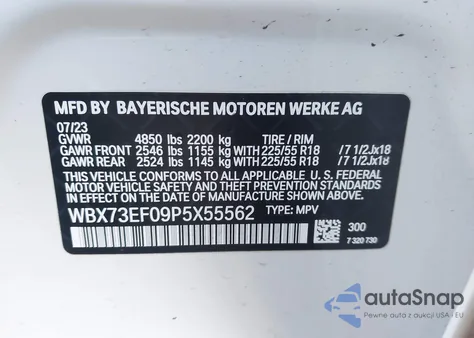 MFD BY BAYERISCHE MOTOREN WERKE AG
07/23
GVWR 4850 lbs 2200 kg TIRE / RIM
GAWR FRONT 2546 lbs 1155 kg WITH 225/55 R18 /7 1/2Jx18
GAWR REAR 2524 lbs 1145 kg WITH 225/55 R18 /7 1/2Jx18
THIS VEHICLE CONFORMS TO ALL APPLICABLE U.S. FEDERAL
MOTOR VEHICLE SAFETY, BUMPER, AND THEFT PREVENTION
STANDARDS IN EFFECT ON THE
DATE OF MANUFACTURE SHOWN ABOVE.
WBX73EF09P5X55562 TYPE: MPV
300
7 320 730
autoSnap
Pewne auta z USA i EU